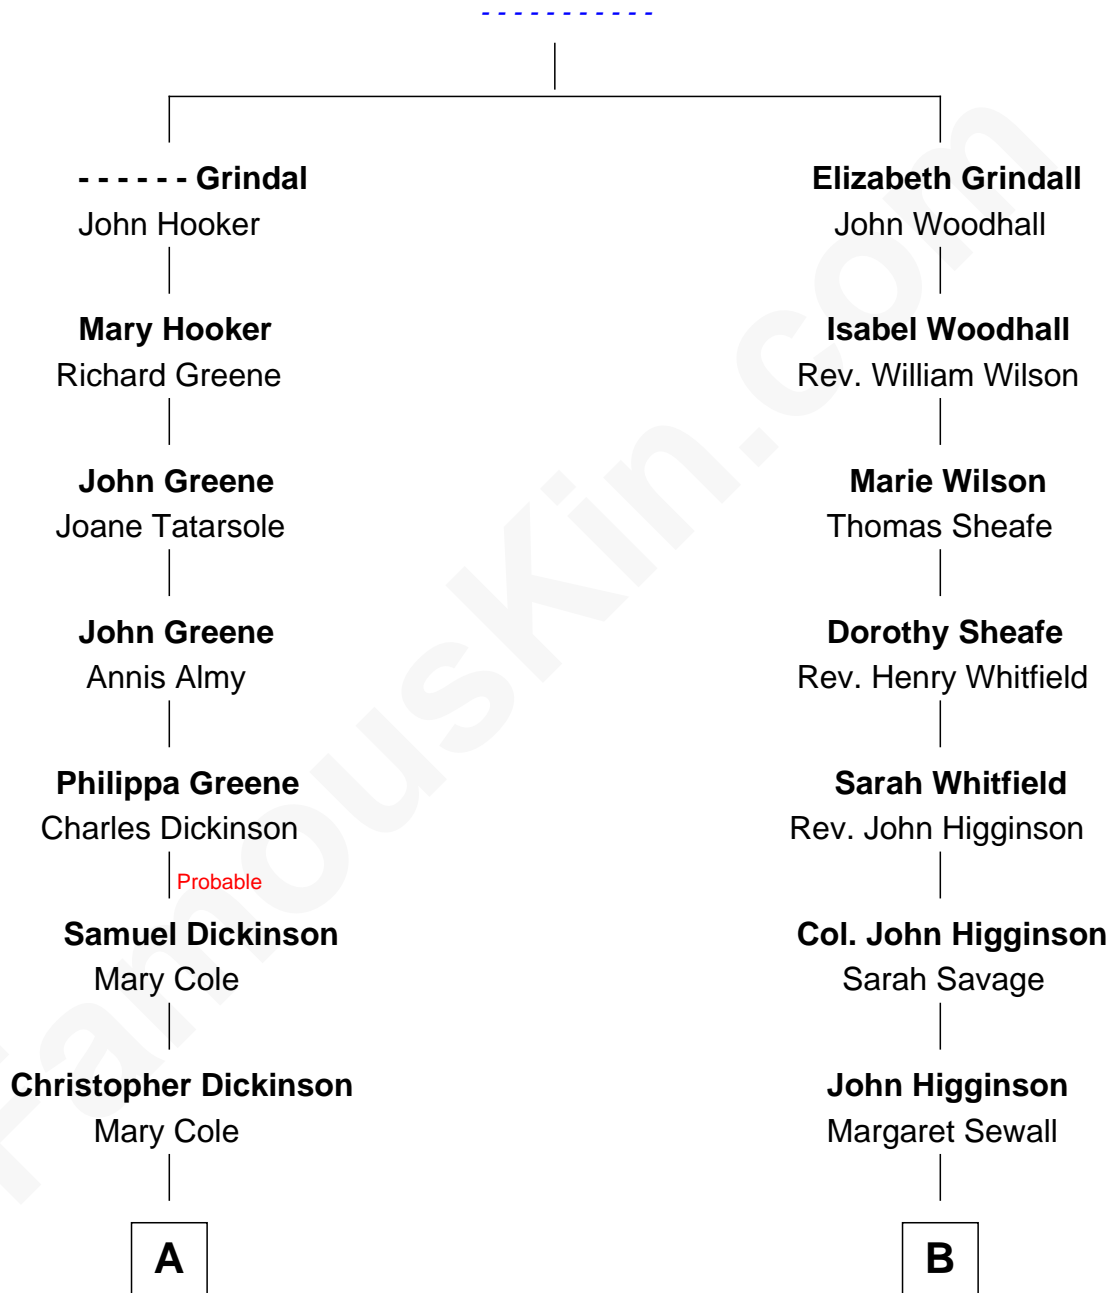 - - - - - - - - - - -
- - - - - - Grindal
John Hooker
Mary Hooker
Richard Greene
John Greene
Joane Tatarsole
John Greene
Annis Almy
Philippa Greene
Charles Dickinson
Probable
Samuel Dickinson
Mary Cole
Christopher Dickinson
Mary Cole
A
Elizabeth Grindall
John Woodhall
Isabel Woodhall
Rev. William Wilson
Marie Wilson
Thomas Sheafe
Dorothy Sheafe
Rev. Henry Whitfield
Sarah Whitfield
Rev. John Higginson
Col. John Higginson
Sarah Savage
John Higginson
Margaret Sewall
B
FamousKin.com